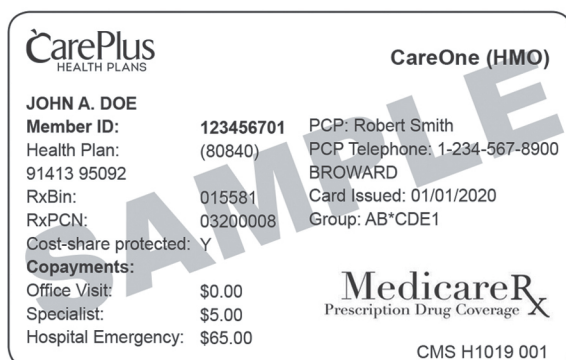 CarePlus
HEALTH PLANS
CareOne (HMO)
JOHN A. DOE
Member ID: 123456701
Health Plan: (80840)
91413 95092
RxBin: 015581
RxPCN: 03200008
Cost-share protected: Y
Copayments:
Office Visit: $0.00
Specialist: $5.00
Hospital Emergency: $65.00
PCP: Robert Smith
PCP Telephone: 1-234-567-8900
BROWARD
Card Issued: 01/01/2020
Group: AB*CDE1
MedicareRx
Prescription Drug Coverage
CMS H1019 001
SAMPLE